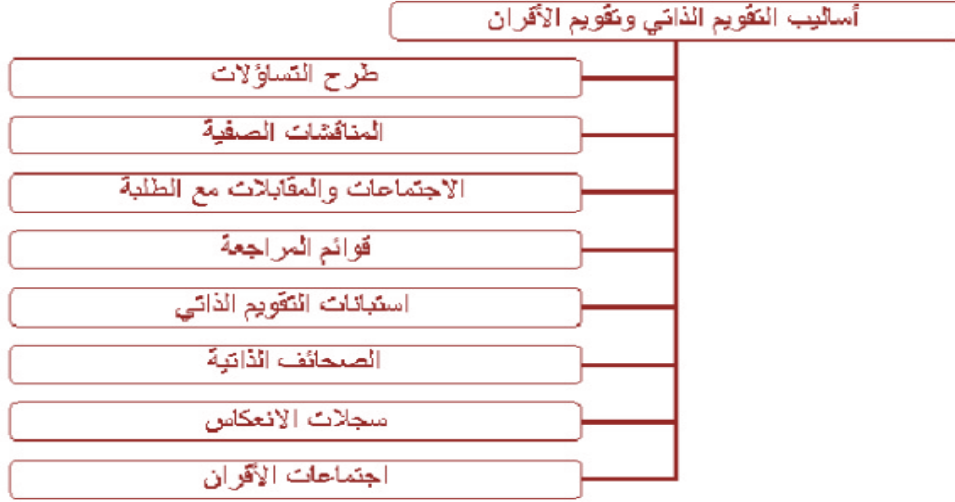 أساليب التقويم الذاتي وتقويم الأقران
طرح التساؤلات
المناقشات الصفية
الاجتماعات والمقابلات مع الطلبة
قوائم المراجعة
استبانات التقويم الذاتي
الصحائف الذاتية
سجلات الانعكاس
اجتماعات الأقران